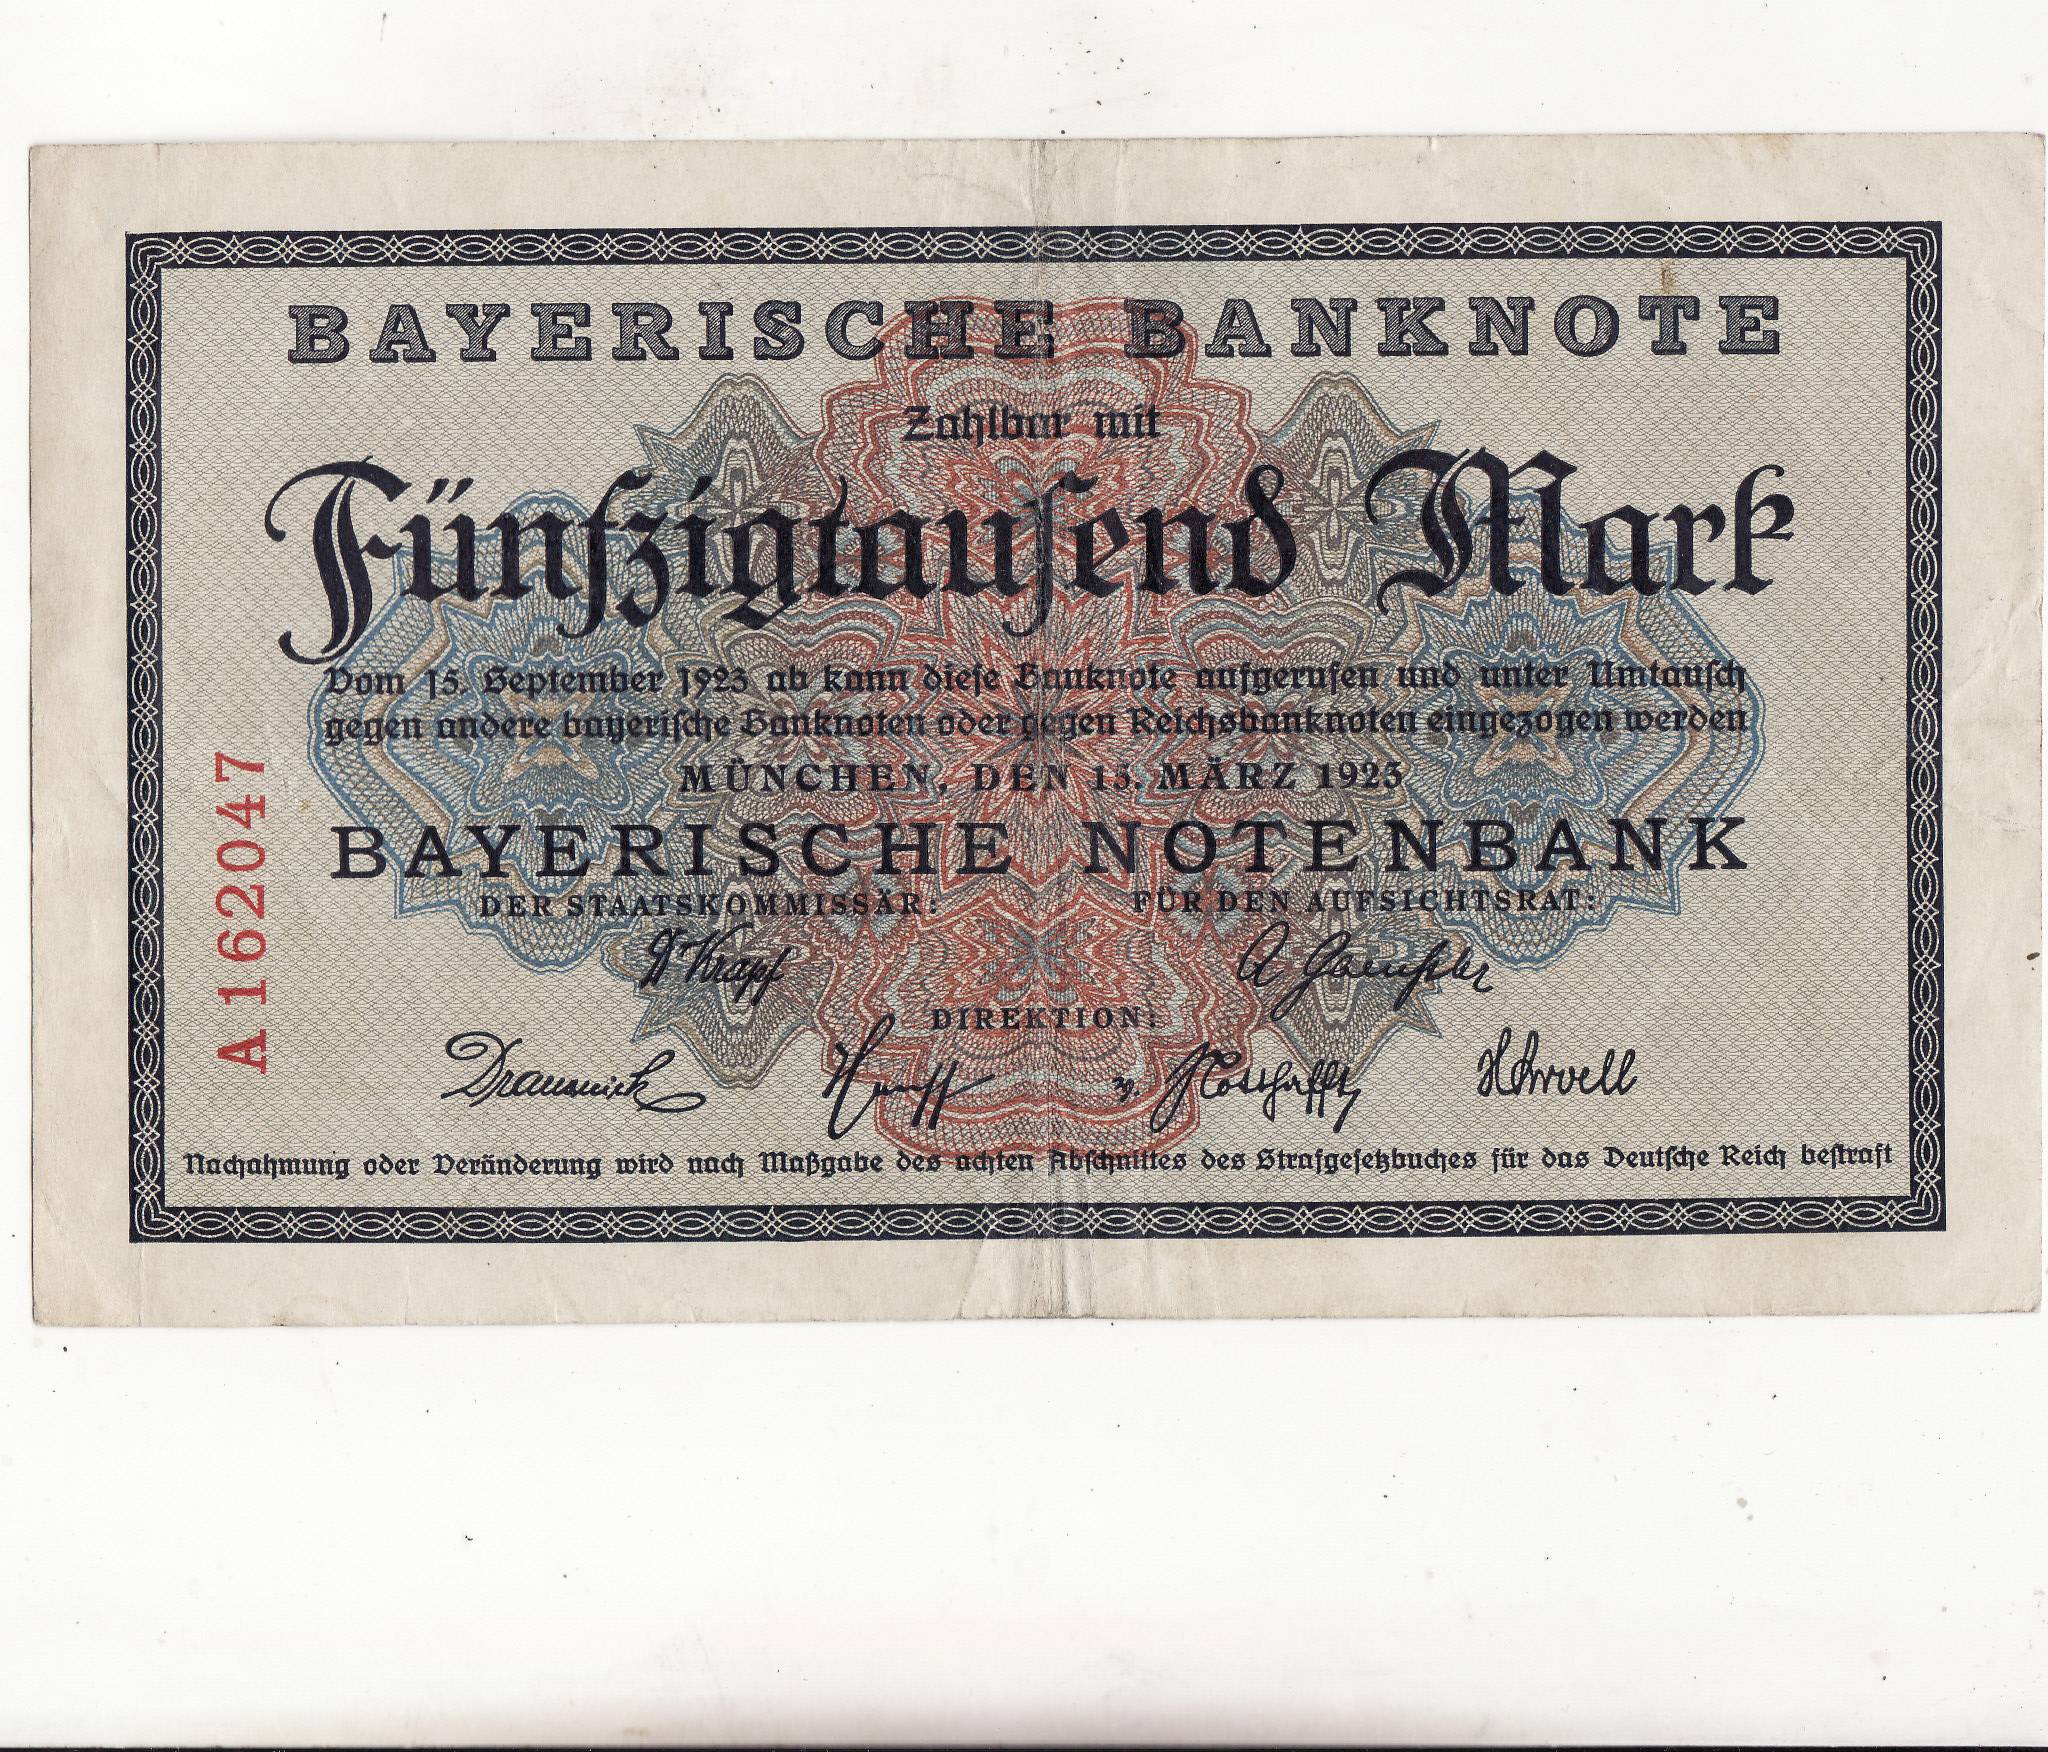 BAYERISCHE BANKNOTE
Zahlbar mit
Fünfzigtausend Mark
Vom 15. September 1923 ab kann diese Banknote aufgerufen und unter Umtausch
gegen andere bayerische Banknoten oder gegen Reichsbanknoten eingezogen werden
MÜNCHEN, DEN 15. MÄRZ 1923
BAYERISCHE NOTENBANK
DER STAATSKOMMISSÄR: FÜR DEN AUFSICHTSRAT:
DIREKTION:
Nachahmung oder Veränderung wird nach Maßgabe des achten Abschnittes des Strafgesetzbuches für das Deutsche Reich bestraft
A162047